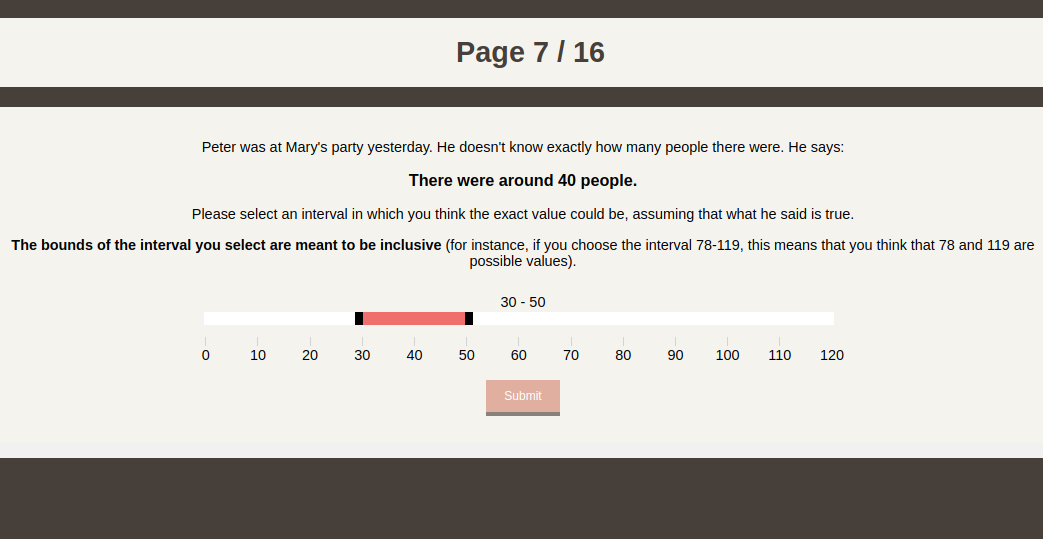 Page 7 / 16
Peter was at Mary's party yesterday. He doesn't know exactly how many people there were. He says:
There were around 40 people.
Please select an interval in which you think the exact value could be, assuming that what he said is true.
The bounds of the interval you select are meant to be inclusive (for instance, if you choose the interval 78-119, this means that you think that 78 and 119 are
possible values).
30 - 50
0 10 20 30 40 50 60 70 80 90 100 110 120
Submit